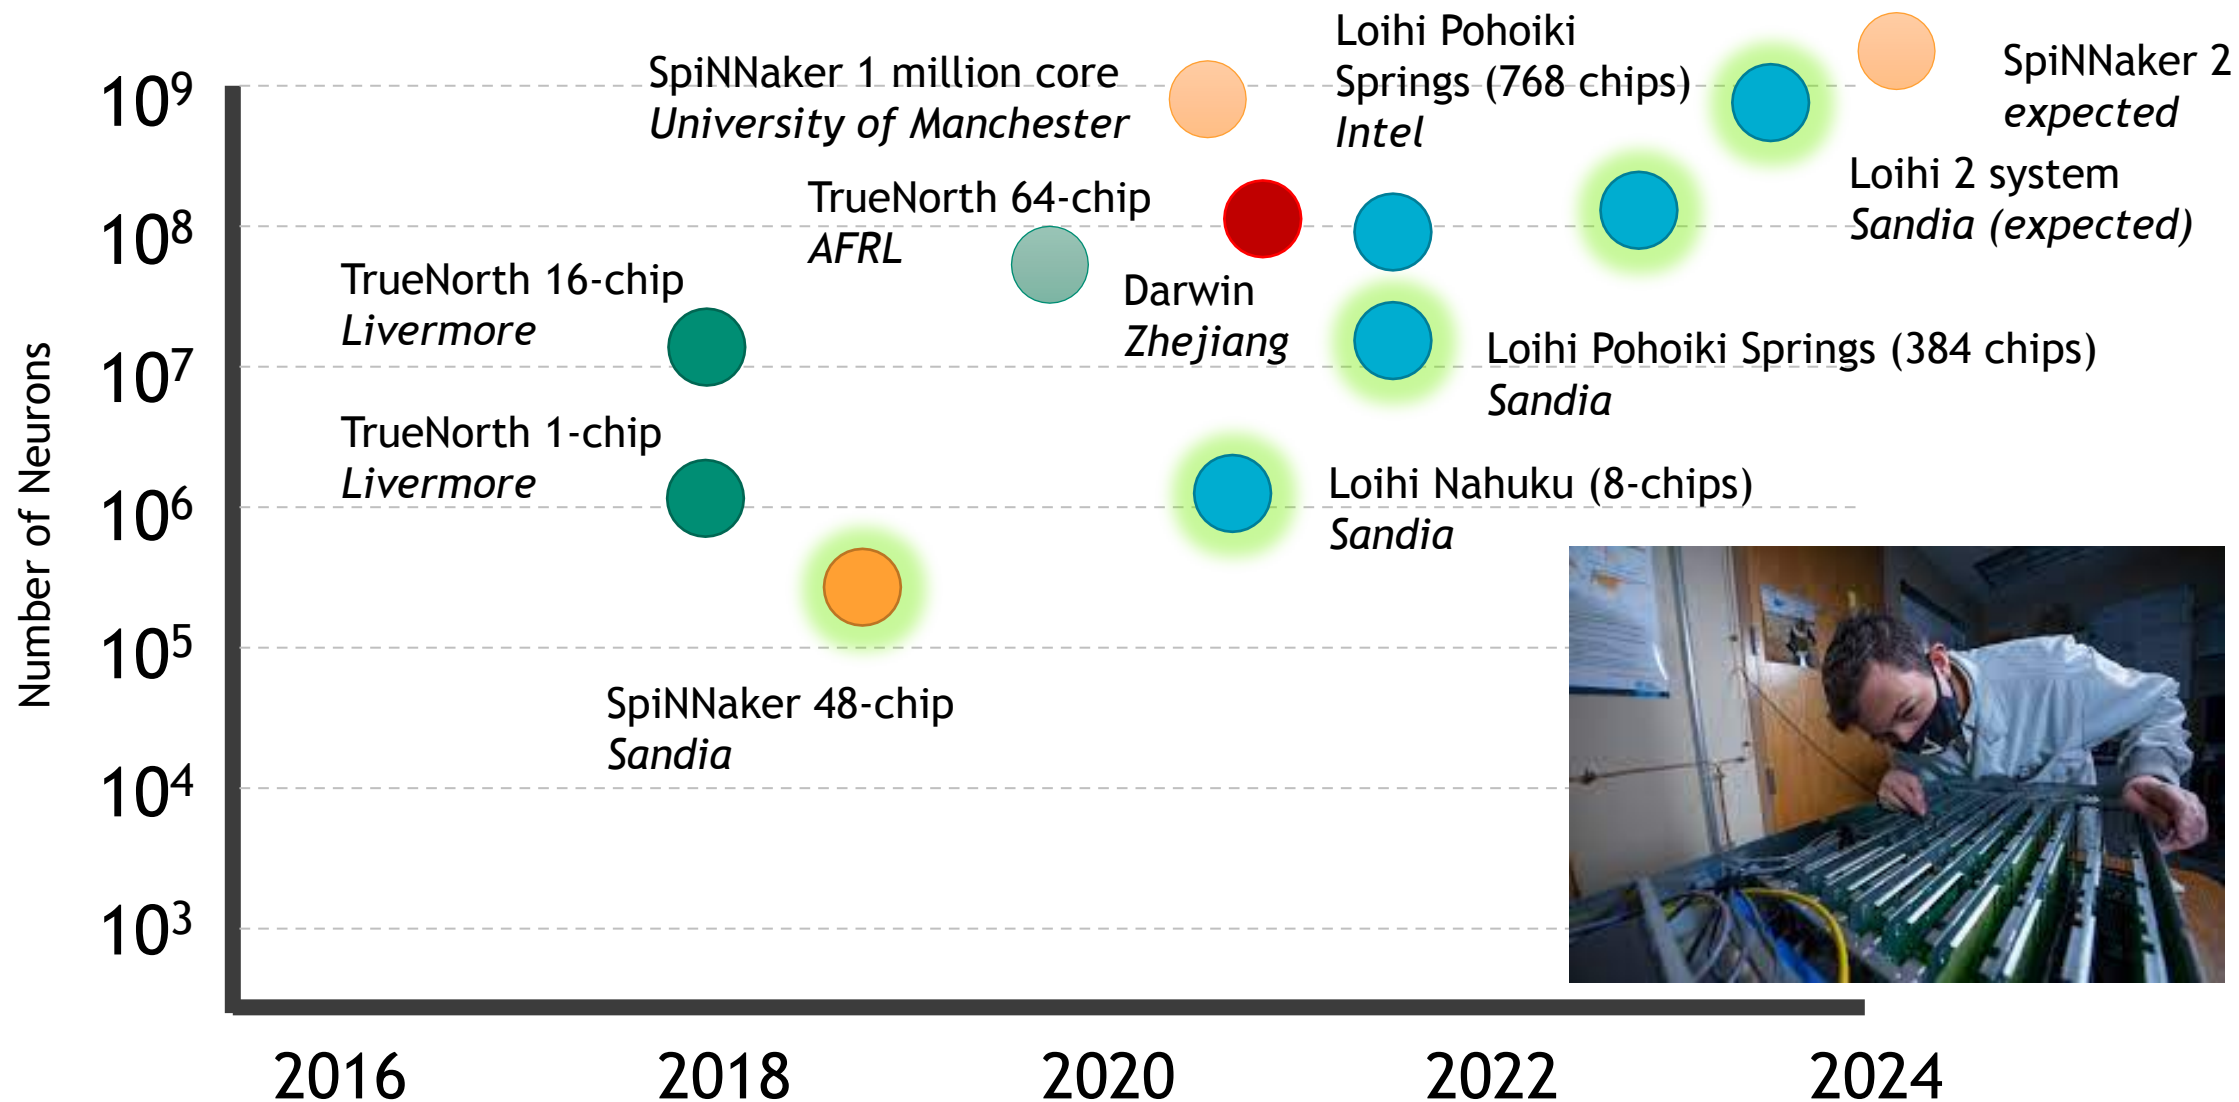 SpiNNaker 1 million core
University of Manchester
Loihi Pohoiki
Springs (768 chips)
Intel
SpiNNaker 2
expected
TrueNorth 64-chip
AFRL
Loihi 2 system
Sandia (expected)
TrueNorth 16-chip
Livermore
Darwin
Zhejiang
Loihi Pohoiki Springs (384 chips)
Sandia
TrueNorth 1-chip
Livermore
Loihi Nahuku (8-chips)
Sandia
SpiNNaker 48-chip
Sandia
Number of Neurons
10⁹
10⁸
10⁷
10⁶
10⁵
10⁴
10³
2016 2018 2020 2022 2024